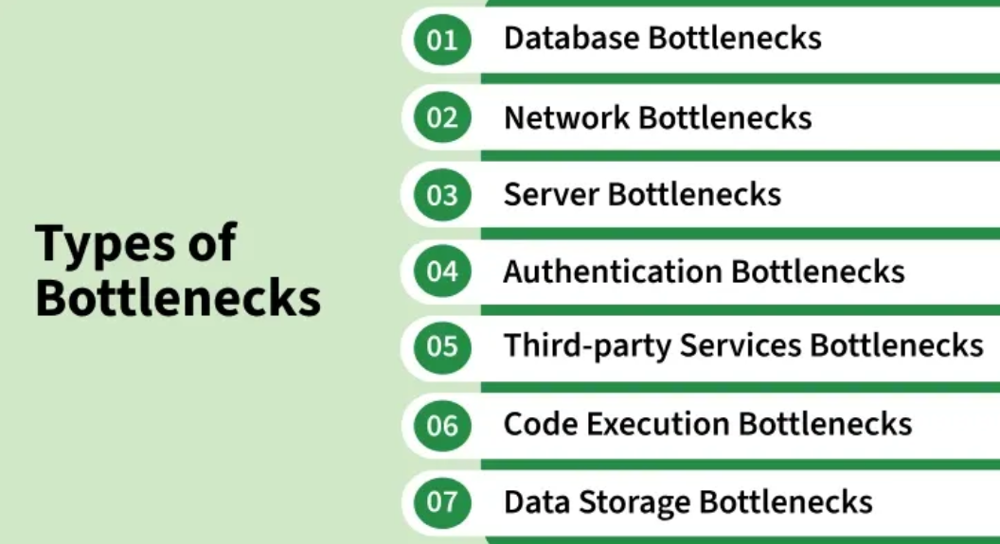 Types of
Bottlenecks
01 Database Bottlenecks
02 Network Bottlenecks
03 Server Bottlenecks
04 Authentication Bottlenecks
05 Third-party Services Bottlenecks
06 Code Execution Bottlenecks
07 Data Storage Bottlenecks